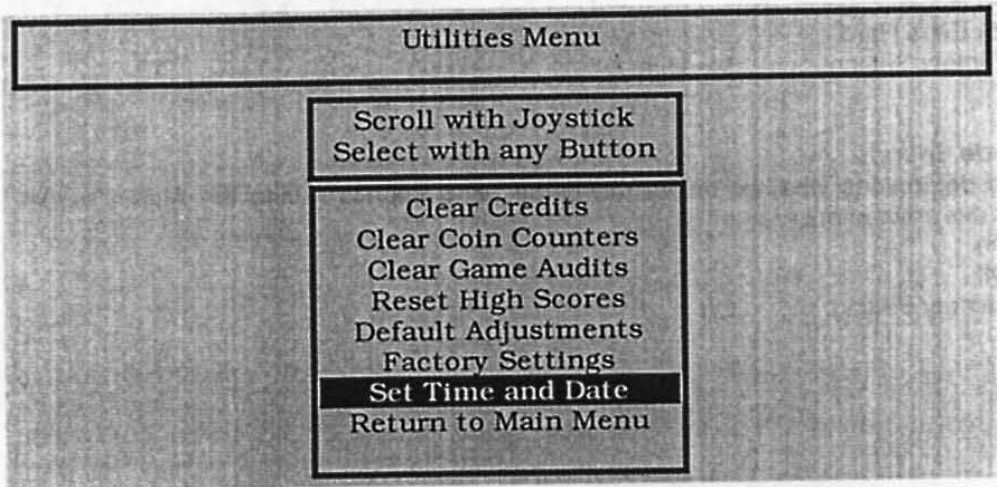 Utilities Menu
Scroll with Joystick
Select with any Button
Clear Credits
Clear Coin Counters
Clear Game Audits
Reset High Scores
Default Adjustments
Factory Settings
Set Time and Date
Return to Main Menu